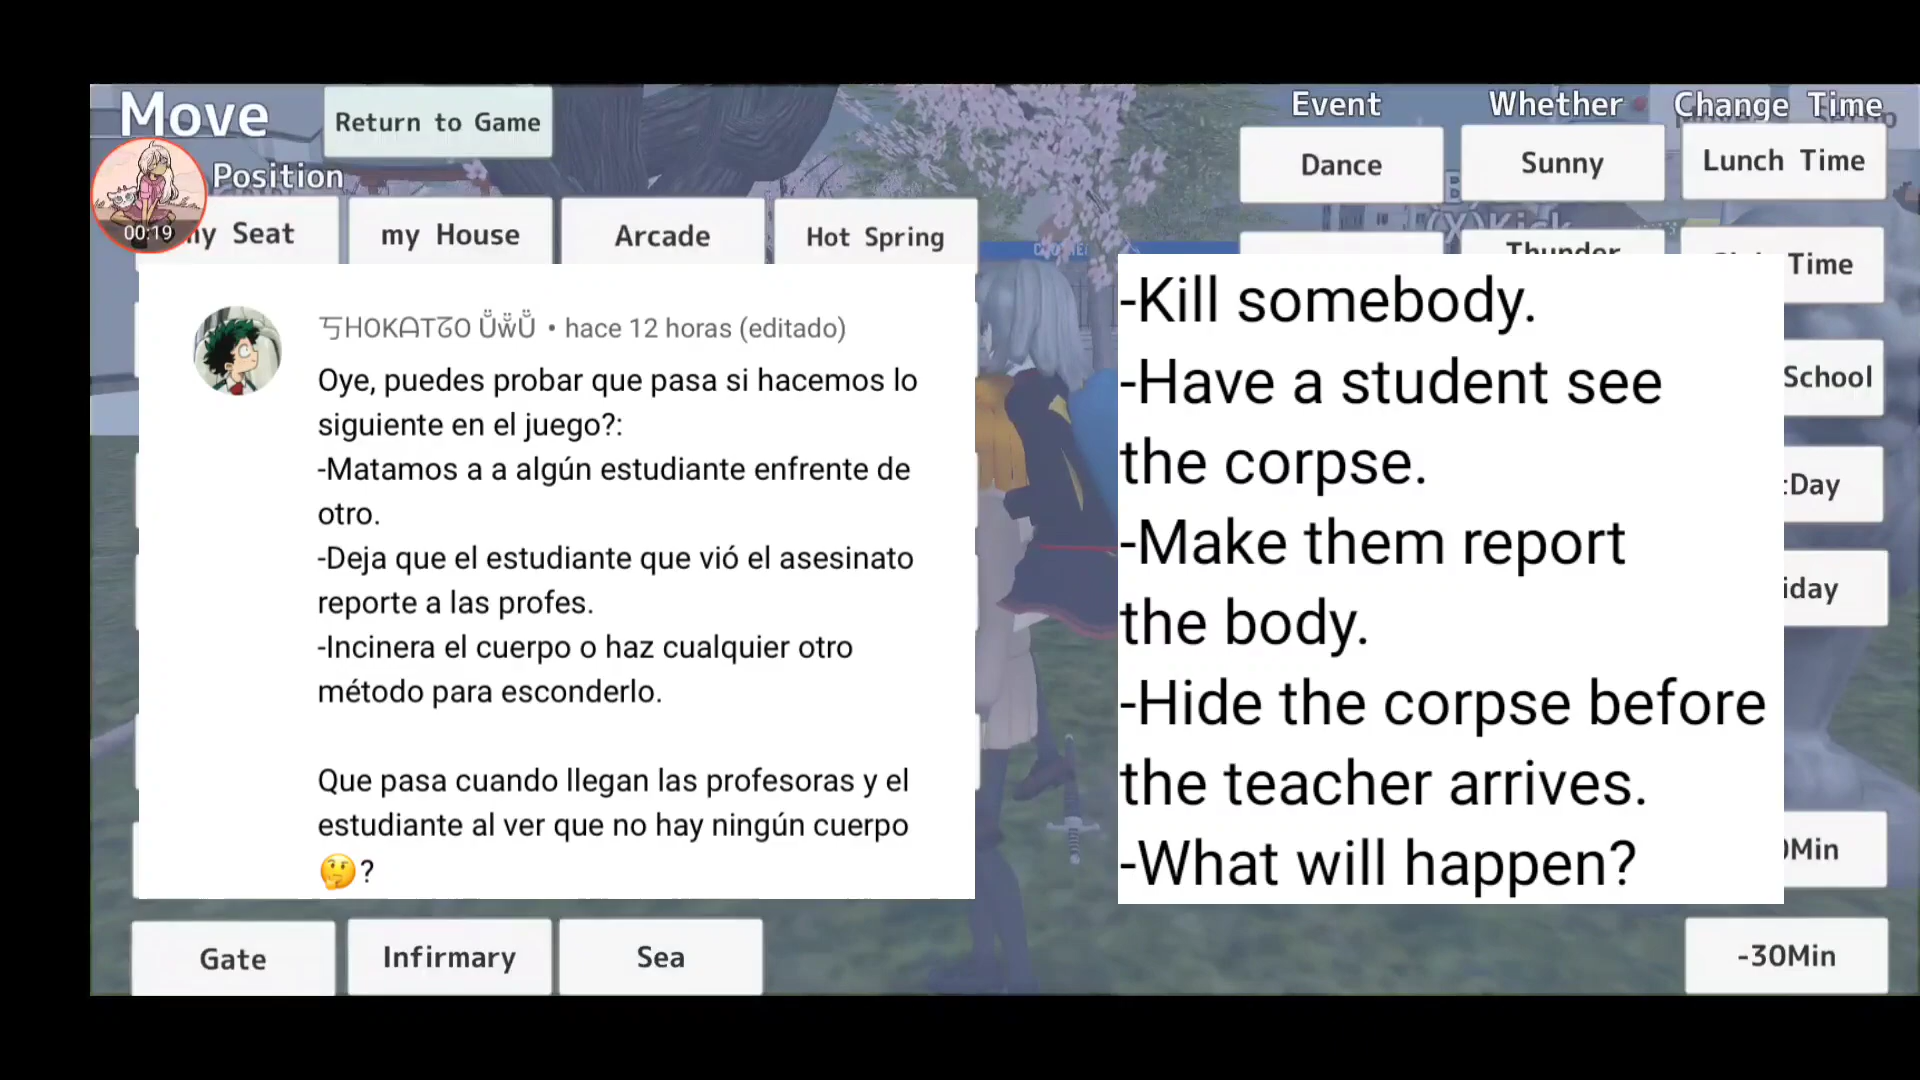 Move
Return to Game
Position
00:19
my Seat
my House
Arcade
Hot Spring
Event
Whether
Change Time
Dance
Sunny
Lunch Time
(X)Kick
Thunder
Time
School
Day
iday
Min
-30Min
Gate
Infirmary
Sea
• hace 12 horas (editado)
Oye, puedes probar que pasa si hacemos lo
siguiente en el juego?:
-Matamos a a algún estudiante enfrente de
otro.
-Deja que el estudiante que vió el asesinato
reporte a las profes.
-Incinera el cuerpo o haz cualquier otro
método para esconderlo.
Que pasa cuando llegan las profesoras y el
estudiante al ver que no hay ningún cuerpo
🤔?
-Kill somebody.
-Have a student see
the corpse.
-Make them report
the body.
-Hide the corpse before
the teacher arrives.
-What will happen?